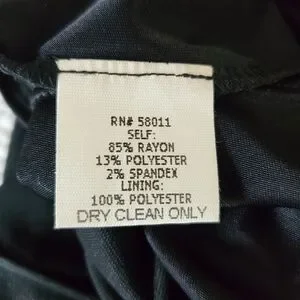 RN# 58011
SELF:
85% RAYON
13% POLYESTER
2% SPANDEX
LINING:
100% POLYESTER
DRY CLEAN ONLY